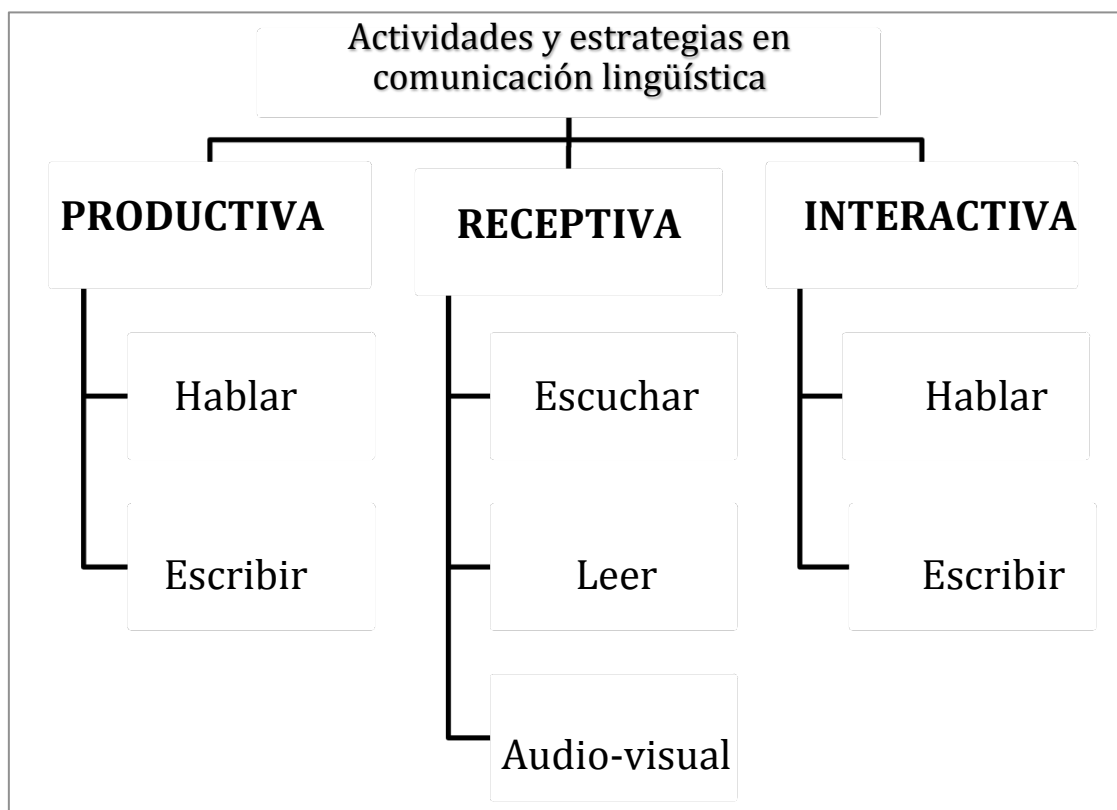 Actividades y estrategias en
comunicación lingüística
PRODUCTIVA
Hablar
Escribir
RECEPTIVA
Escuchar
Leer
Audio-visual
INTERACTIVA
Hablar
Escribir